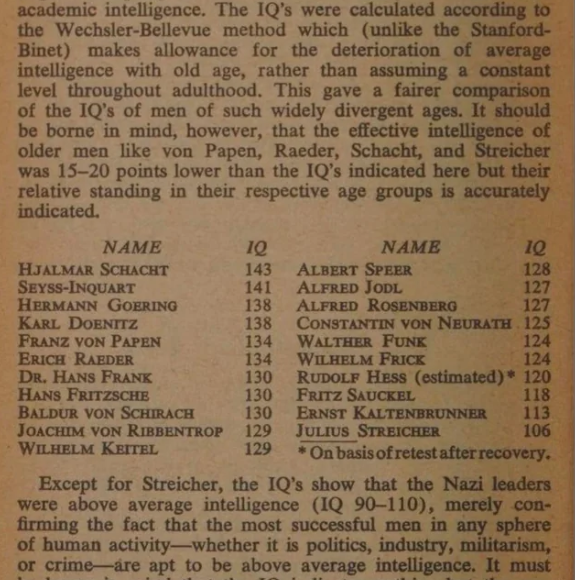 academic intelligence. The IQ's were calculated according to
the Wechsler-Bellevue method which (unlike the Stanford-
Binet) makes allowance for the deterioration of average
intelligence with old age, rather than assuming a constant
level throughout adulthood. This gave a fairer comparison
of the IQ's of men of such widely divergent ages. It should
be borne in mind, however, that the effective intelligence of
older men like von Papen, Raeder, Schacht, and Streicher
was 15–20 points lower than the IQ's indicated here but their
relative standing in their respective age groups is accurately
indicated.
NAME IQ NAME IQ
HJALMAR SCHACHT 143 ALBERT SPEER 128
SEYSS-INQUART 141 ALFRED JODL 127
HERMANN GOERING 138 ALFRED ROSENBERG 127
KARL DOENITZ 138 CONSTANTIN VON NEURATH 125
FRANZ VON PAPEN 134 WALTHER FUNK 124
ERICH RAEDER 134 WILHELM FRICK 124
DR. HANS FRANK 130 RUDOLF HESS (estimated)* 120
HANS FRITZSCHE 130 FRITZ SAUCKEL 118
BALDUR VON SCHIRACH 130 ERNST KALTENBRUNNER 113
JOACHIM VON RIBBENTROP 129 JULIUS STREICHER 106
WILHELM KEITEL 129 * On basis of retest after recovery.
Except for Streicher, the IQ's show that the Nazi leaders
were above average intelligence (IQ 90–110), merely con-
firming the fact that the most successful men in any sphere
of human activity—whether it is politics, industry, militarism,
or crime—are apt to be above average intelligence. It must